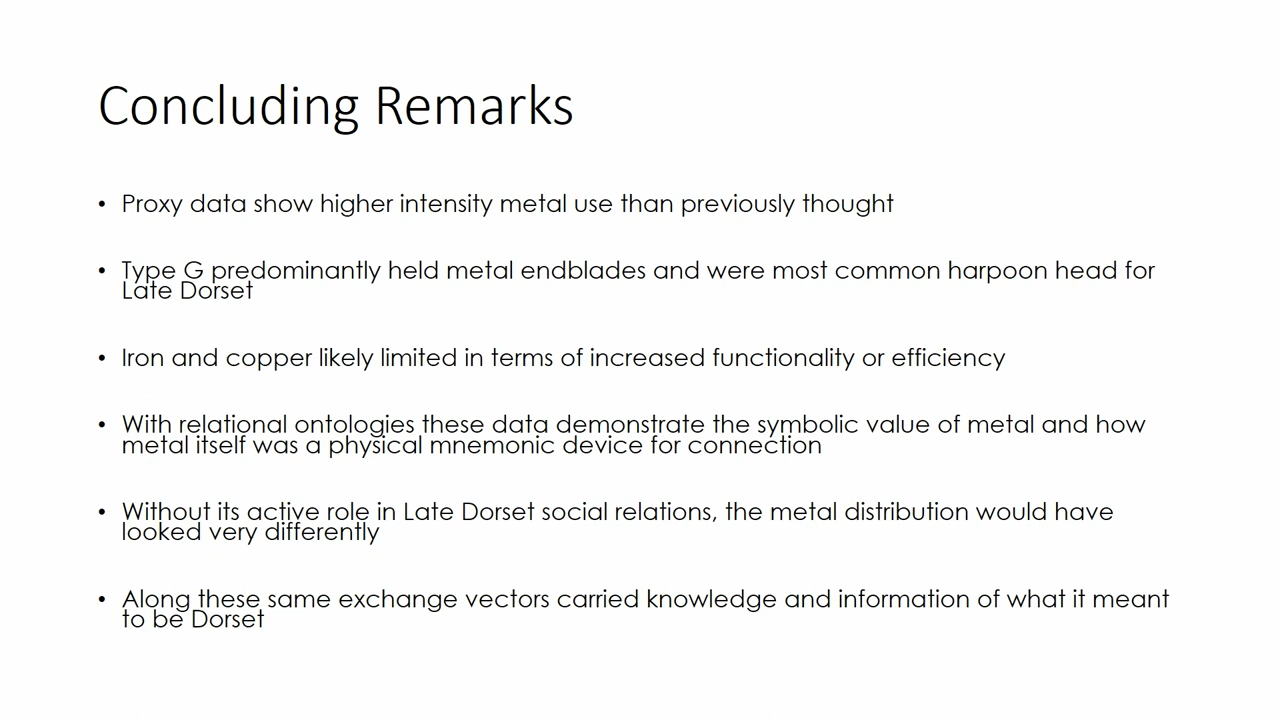 Concluding Remarks
• Proxy data show higher intensity metal use than previously thought
• Type G predominantly held metal endblades and were most common harpoon head for
Late Dorset
• Iron and copper likely limited in terms of increased functionality or efficiency
• With relational ontologies these data demonstrate the symbolic value of metal and how
metal itself was a physical mnemonic device for connection
• Without its active role in Late Dorset social relations, the metal distribution would have
looked very differently
• Along these same exchange vectors carried knowledge and information of what it meant
to be Dorset